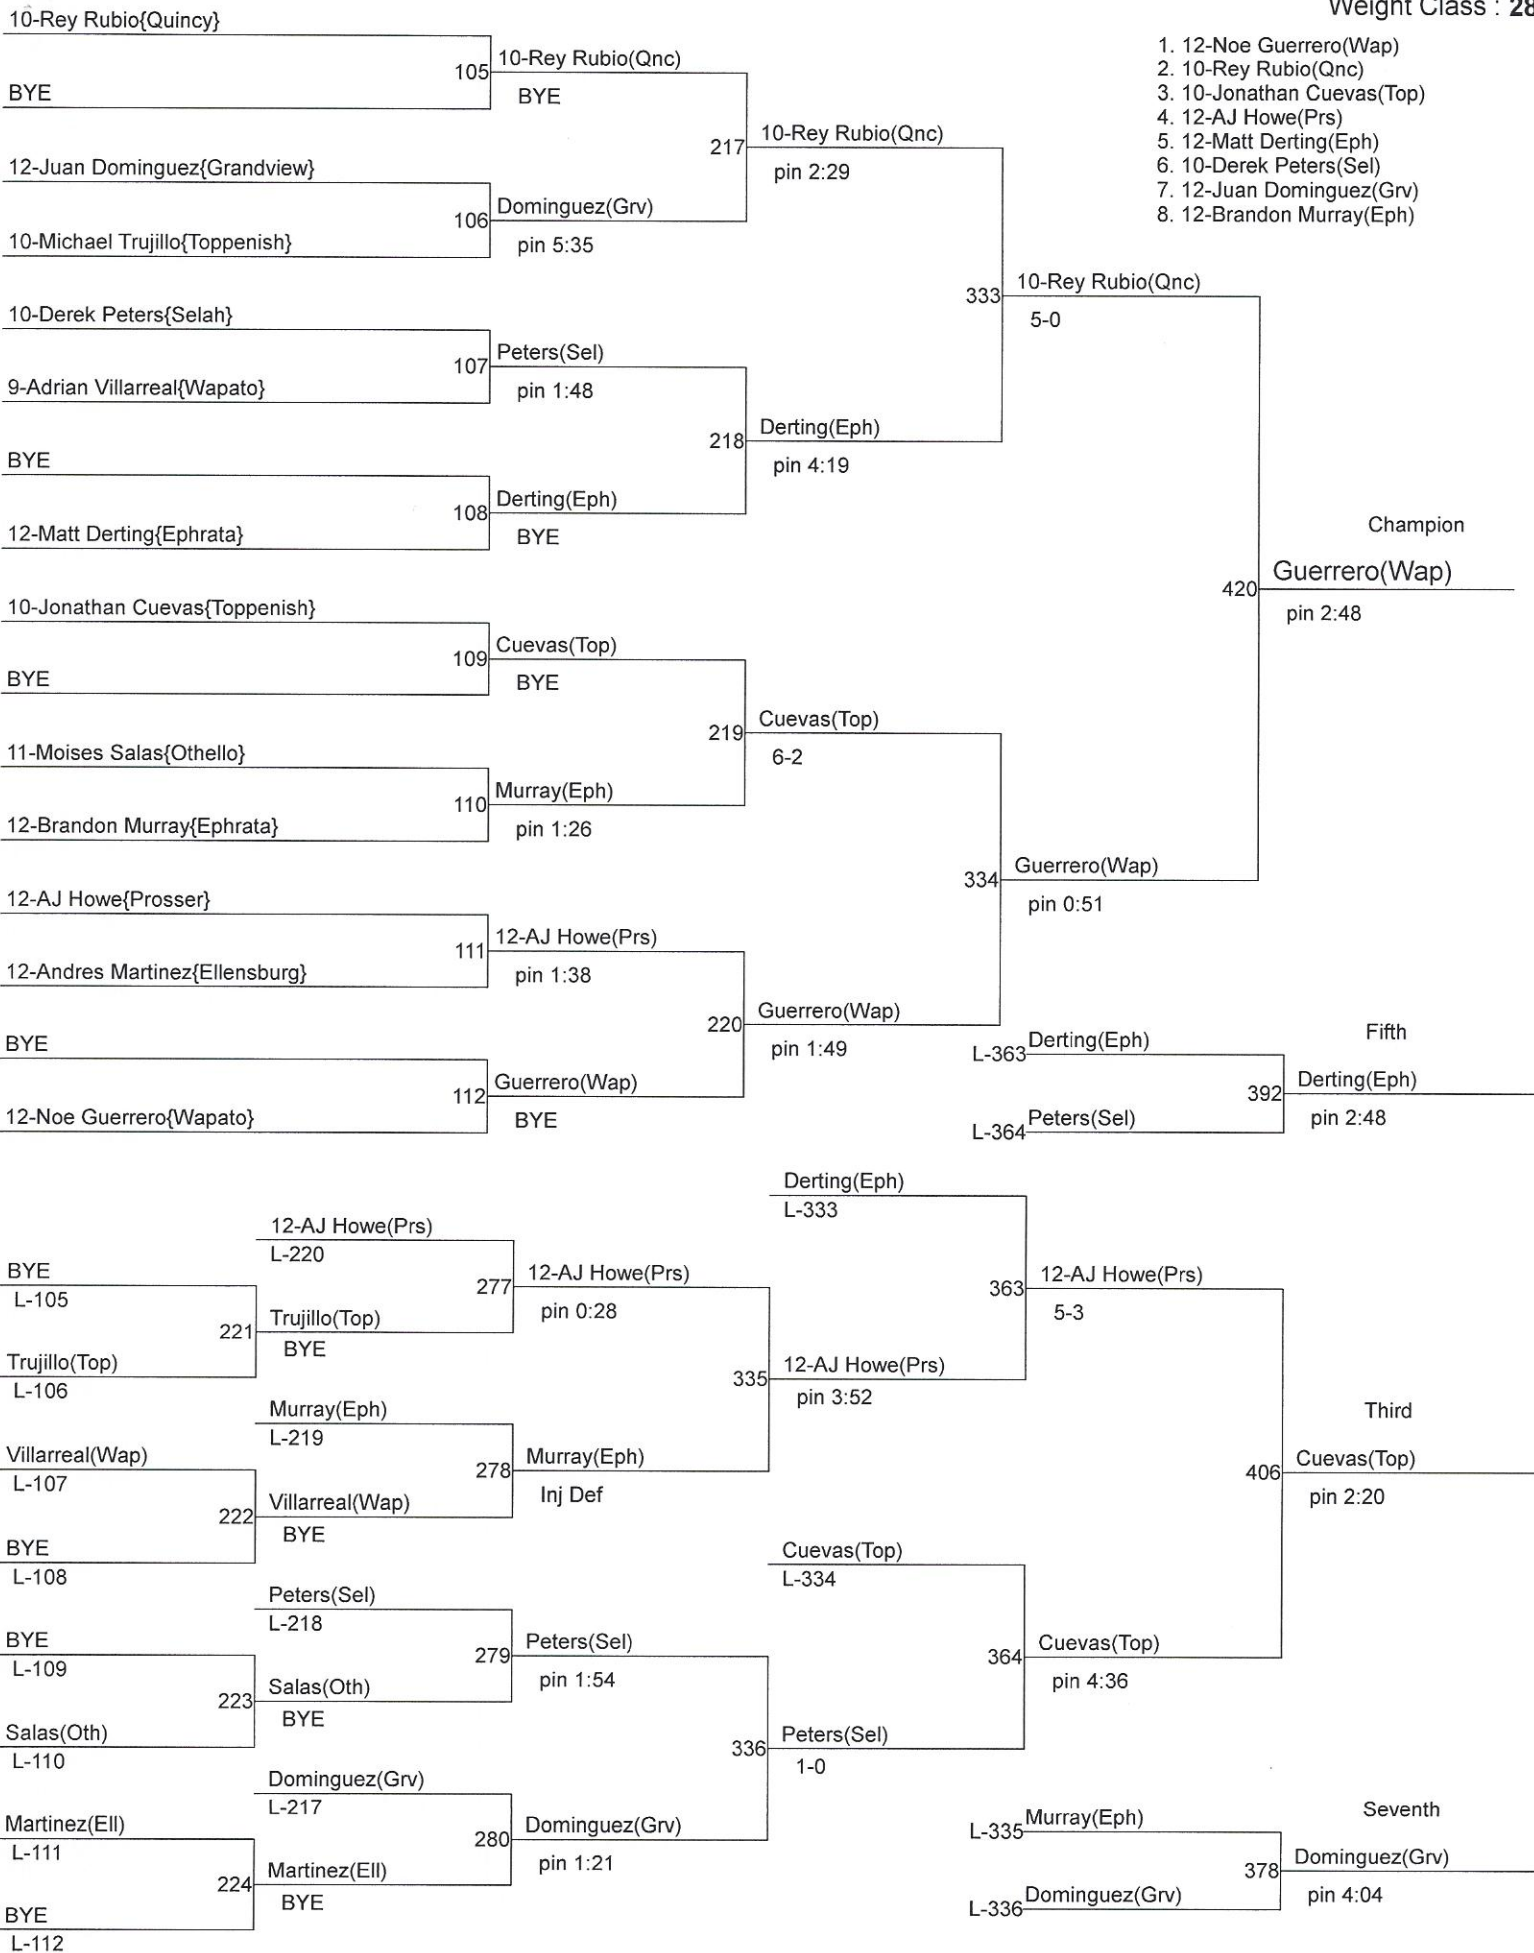 Weight Class : 28
1. 12-Noe Guerrero(Wap)
2. 10-Rey Rubio(Qnc)
3. 10-Jonathan Cuevas(Top)
4. 12-AJ Howe(Prs)
5. 12-Matt Derting(Eph)
6. 10-Derek Peters(Sel)
7. 12-Juan Dominguez(Grv)
8. 12-Brandon Murray(Eph)
10-Rey Rubio{Quincy}
105
10-Rey Rubio(Qnc)
BYE
BYE
217
10-Rey Rubio(Qnc)
pin 2:29
12-Juan Dominguez{Grandview}
106
Dominguez(Grv)
pin 5:35
10-Michael Trujillo{Toppenish}
333
10-Rey Rubio(Qnc)
5-0
10-Derek Peters{Selah}
107
Peters(Sel)
pin 1:48
9-Adrian Villarreal{Wapato}
218
Derting(Eph)
pin 4:19
BYE
108
Derting(Eph)
BYE
12-Matt Derting{Ephrata}
Champion
420
Guerrero(Wap)
pin 2:48
10-Jonathan Cuevas{Toppenish}
109
Cuevas(Top)
BYE
BYE
219
Cuevas(Top)
6-2
11-Moises Salas{Othello}
110
Murray(Eph)
pin 1:26
12-Brandon Murray{Ephrata}
334
Guerrero(Wap)
pin 0:51
12-AJ Howe{Prosser}
111
12-AJ Howe(Prs)
pin 1:38
12-Andres Martinez{Ellensburg}
220
Guerrero(Wap)
pin 1:49
BYE
112
Guerrero(Wap)
BYE
12-Noe Guerrero{Wapato}
Fifth
L-363
Derting(Eph)
392
Derting(Eph)
pin 2:48
L-364
Peters(Sel)
Derting(Eph)
L-333
12-AJ Howe(Prs)
L-220
277
12-AJ Howe(Prs)
pin 0:28
BYE
L-105
221
Trujillo(Top)
BYE
Trujillo(Top)
L-106
363
12-AJ Howe(Prs)
5-3
335
12-AJ Howe(Prs)
pin 3:52
Murray(Eph)
L-219
278
Murray(Eph)
Inj Def
Villarreal(Wap)
L-107
222
Villarreal(Wap)
BYE
BYE
L-108
Third
406
Cuevas(Top)
pin 2:20
Cuevas(Top)
L-334
Peters(Sel)
L-218
279
Peters(Sel)
pin 1:54
BYE
L-109
223
Salas(Oth)
BYE
Salas(Oth)
L-110
364
Cuevas(Top)
pin 4:36
336
Peters(Sel)
1-0
Dominguez(Grv)
L-217
280
Dominguez(Grv)
pin 1:21
Martinez(Ell)
L-111
224
Martinez(Ell)
BYE
BYE
L-112
Seventh
L-335
Murray(Eph)
378
Dominguez(Grv)
pin 4:04
L-336
Dominguez(Grv)